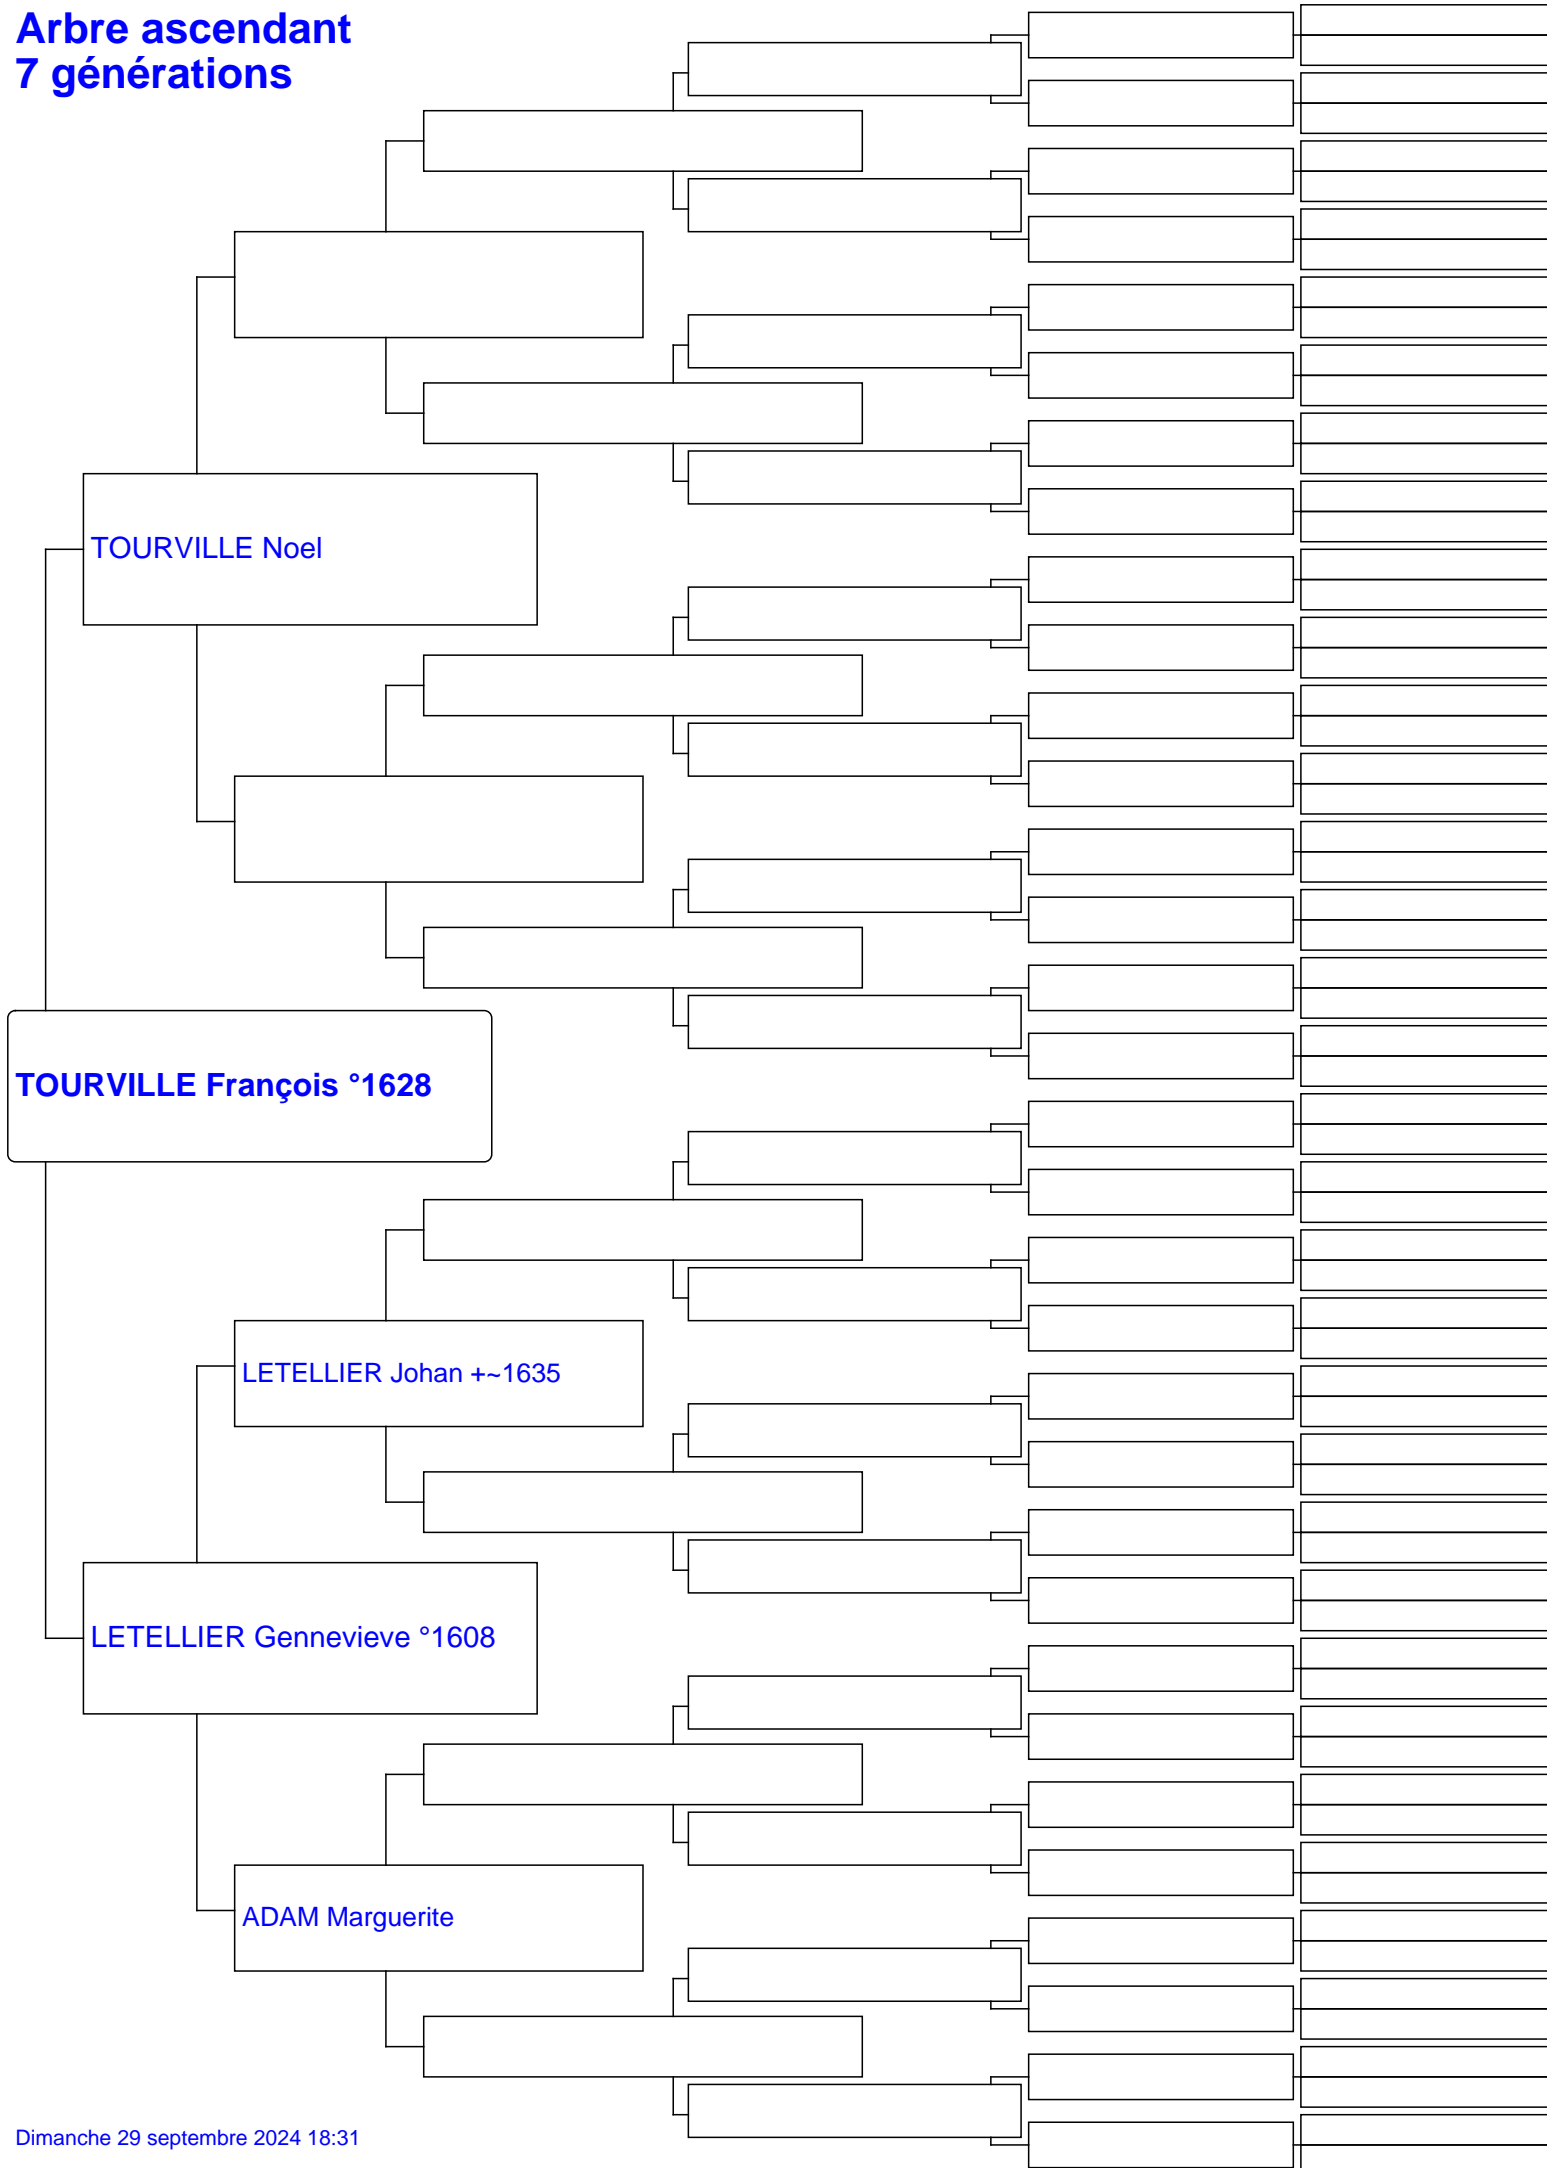 Arbre ascendant
7 générations
TOURVILLE Noel
TOURVILLE François °1628
LETELLIER Johan +~1635
LETELLIER Gennevieve °1608
ADAM Marguerite
Dimanche 29 septembre 2024 18:31